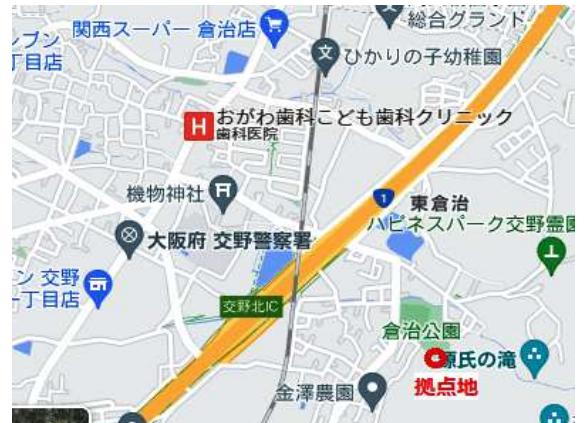 総合グランド
関西スーパー 倉治店
ブン
丁目店
ひかりの子幼稚園
H
おがわ歯科こども歯科クリニック
歯科医院
機物神社
1
東倉治
ハピネスパーク交野霊園
大阪府 交野警察署
ン 交野
一丁目店
交野北IC
倉治公園
源氏の滝
拠点地
金澤農園